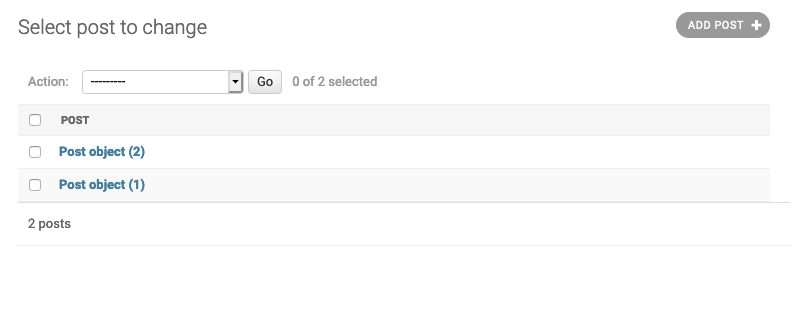 Select post to change
ADD POST +
Action: --------- Go 0 of 2 selected
POST
Post object (2)
Post object (1)
2 posts